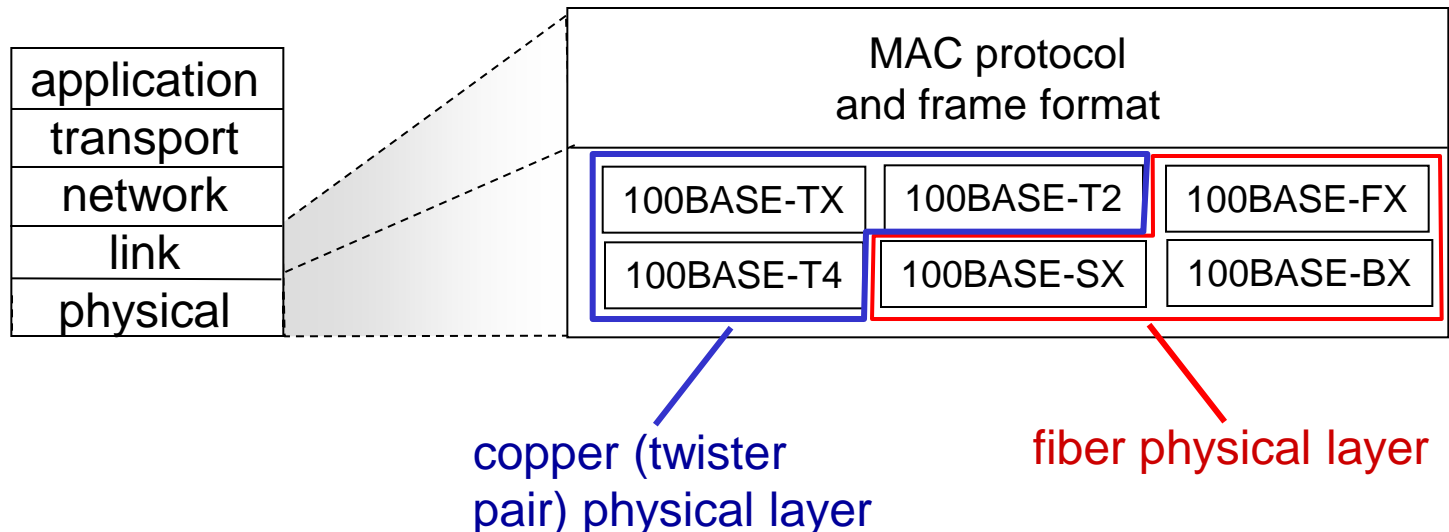 application
transport
network
link
physical
MAC protocol
and frame format
100BASE-TX
100BASE-T2
100BASE-FX
100BASE-T4
100BASE-SX
100BASE-BX
copper (twister
pair) physical layer
fiber physical layer